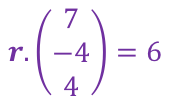 r. (7 −4 4) = 6